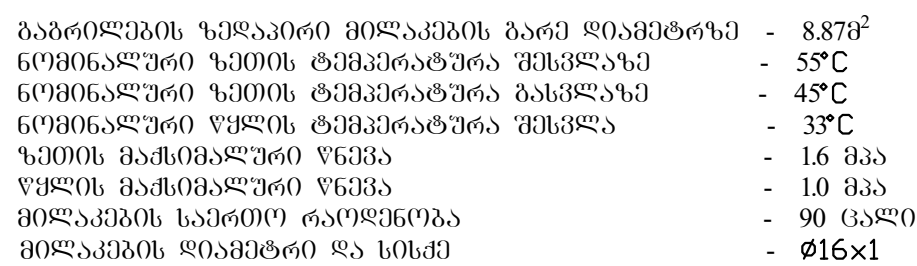 გაგრილების ზედაპირი მილაკების გარე დიამეტრზე - 8.87მ²
ნომინალური ზეთის ტემპერატურა შესვლაზე - 55°C
ნომინალური ზეთის ტემპერატურა გასვლაზე - 45°C
ნომინალური წყლის ტემპერატურა შესვლა - 33°C
ზეთის მაქსიმალური წნევა - 1.6 მპა
წყლის მაქსიმალური წნევა - 1.0 მპა
მილაკების საერთო რაოდენობა - 90 ცალი
მილაკების დიამეტრი და სისქე - Ø16×1